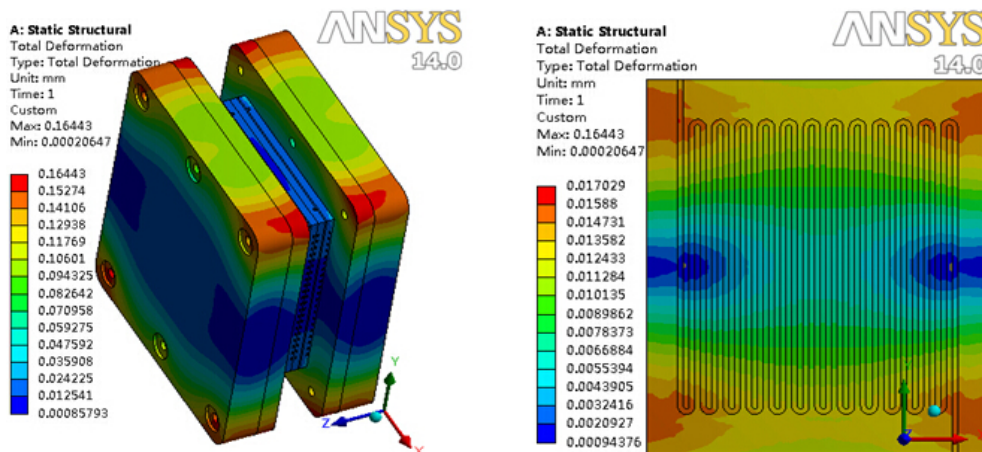 A: Static Structural
Total Deformation
Type: Total Deformation
Unit: mm
Time: 1
Custom
Max: 0.16443
Min: 0.00020647
0.16443
0.15274
0.14106
0.12938
0.11769
0.10601
0.094325
0.082642
0.070958
0.059275
0.047592
0.035908
0.024225
0.012541
0.00085793
ANSYS
14.0
Y
Z
X
A: Static Structural
Total Deformation
Type: Total Deformation
Unit: mm
Time: 1
Custom
Max: 0.16443
Min: 0.00020647
0.017029
0.01588
0.014731
0.013582
0.012433
0.011284
0.010135
0.0089862
0.0078373
0.0066884
0.0055394
0.0043905
0.0032416
0.0020927
0.00094376
ANSYS
14.0